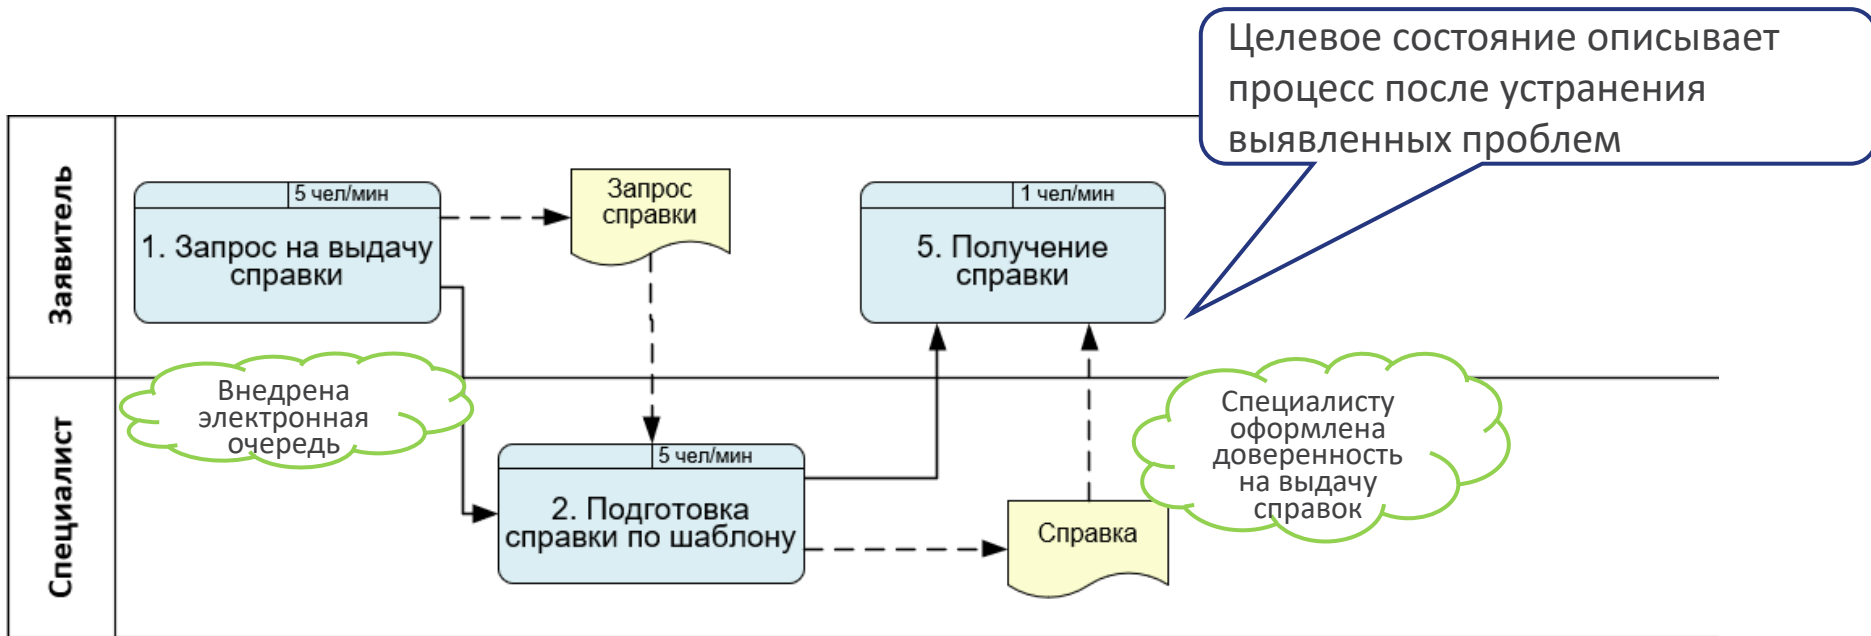 Целевое состояние описывает
процесс после устранения
выявленных проблем
Заявитель
5 чел/мин
1. Запрос на выдачу
справки
Запрос
справки
1 чел/мин
5. Получение
справки
Внедрена
электронная
очередь
Специалист
5 чел/мин
2. Подготовка
справки по шаблону
Справка
Специалисту
оформлена
доверенность
на выдачу
справок